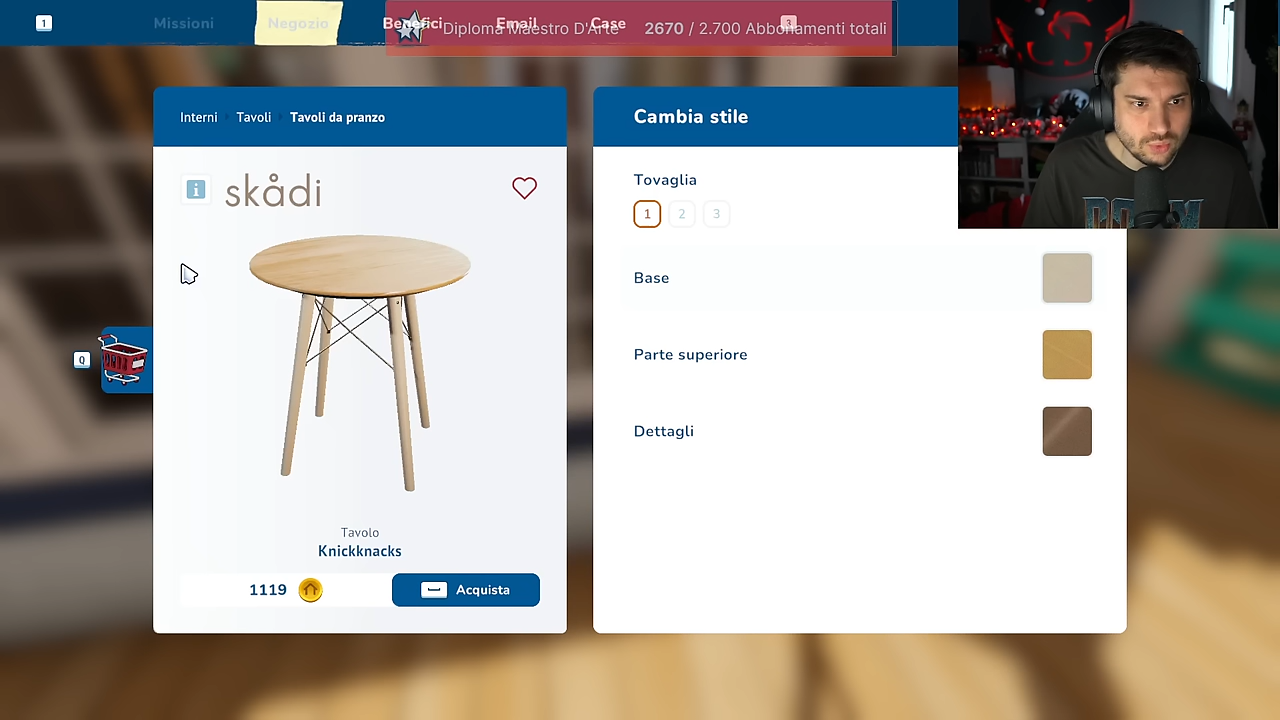 1
Missioni
Negozio
Benefici
Email
Case
3
Diploma Maestro D'Arte
2670 / 2.700 Abbonamenti totali
Interni
Tavoli
Tavoli da pranzo
i
skådi
Q
Tavolo
Knickknacks
1119
Acquista
Cambia stile
Tovaglia
1 2 3
Base
Parte superiore
Dettagli